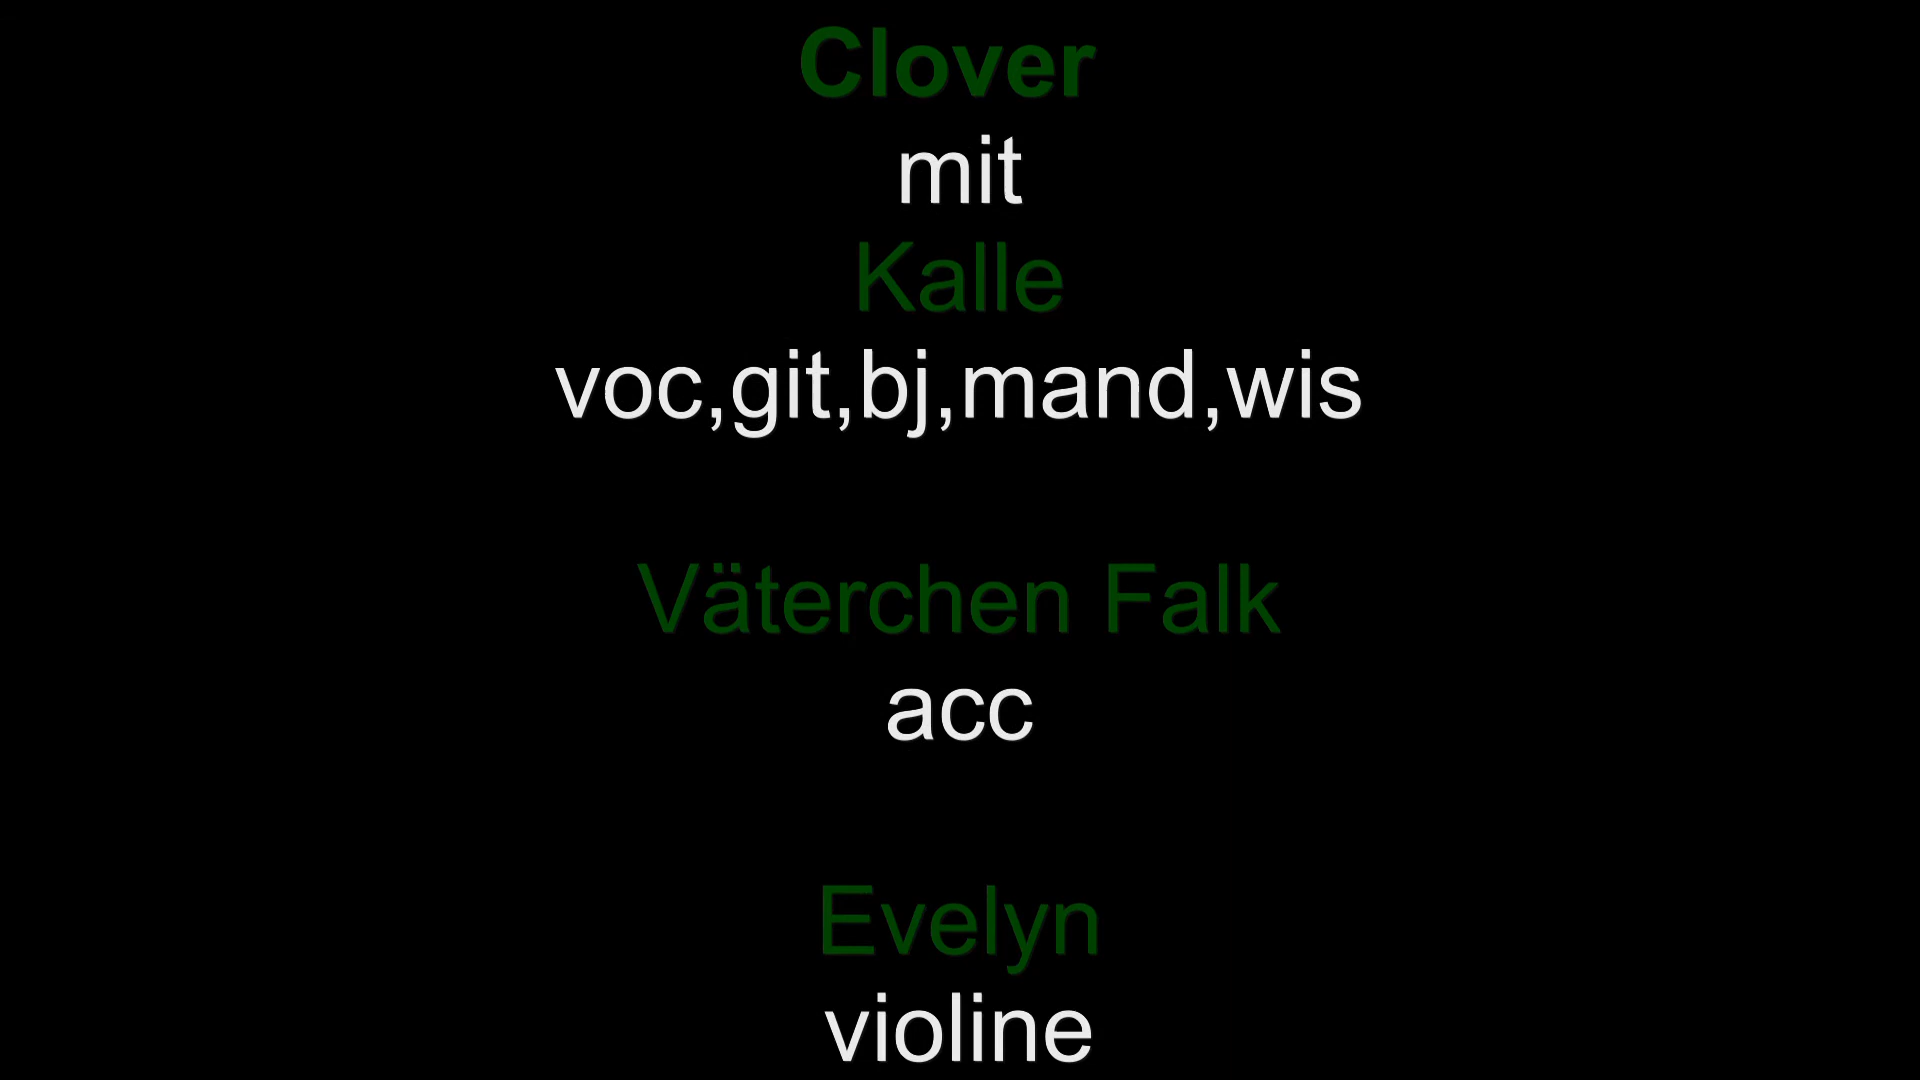 Clover
mit
Kalle
voc,git,bj,mand,wis
Väterchen Falk
acc
Evelyn
violine